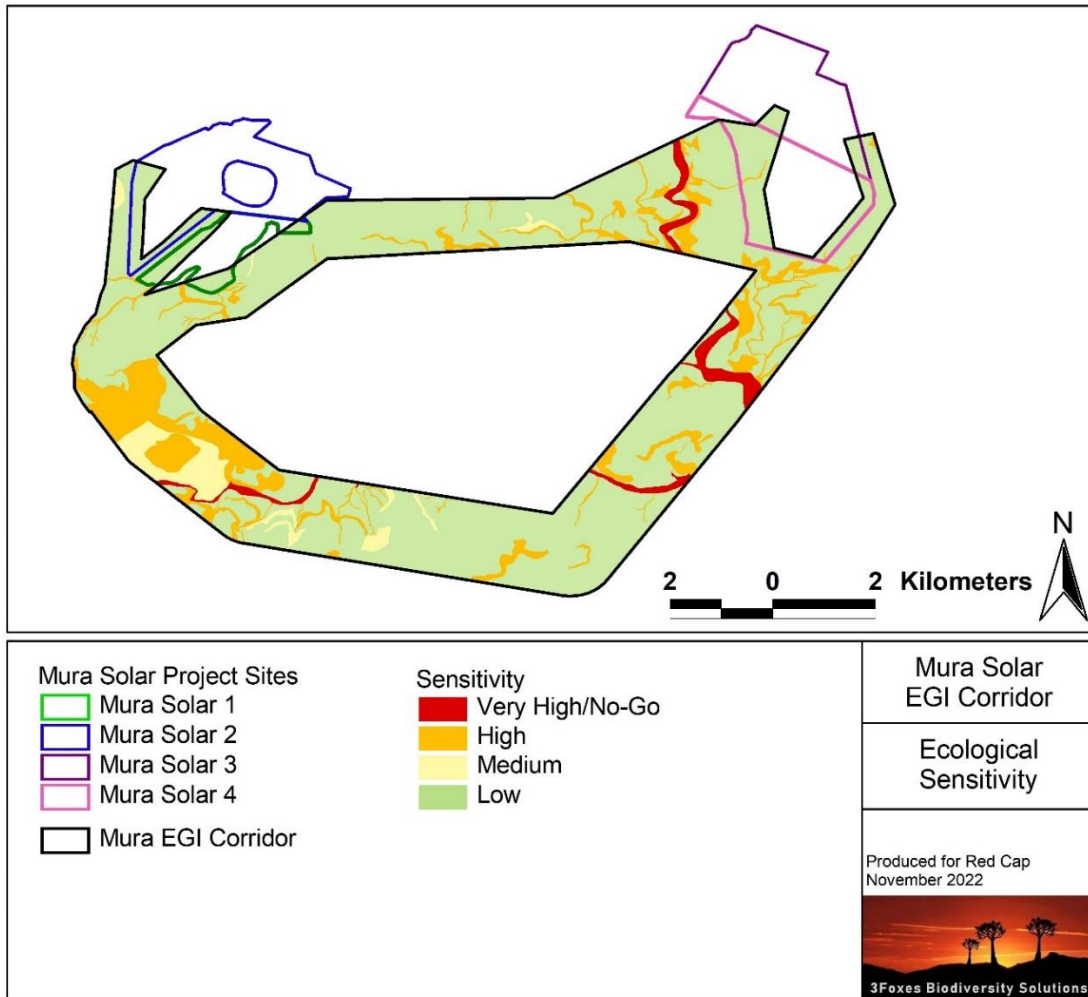 N
2 0 2 Kilometers
Mura Solar Project Sites
Mura Solar 1
Mura Solar 2
Mura Solar 3
Mura Solar 4
Mura EGI Corridor
Sensitivity
Very High/No-Go
High
Medium
Low
Mura Solar
EGI Corridor
Ecological
Sensitivity
Produced for Red Cap
November 2022
3Foxes Biodiversity Solutions